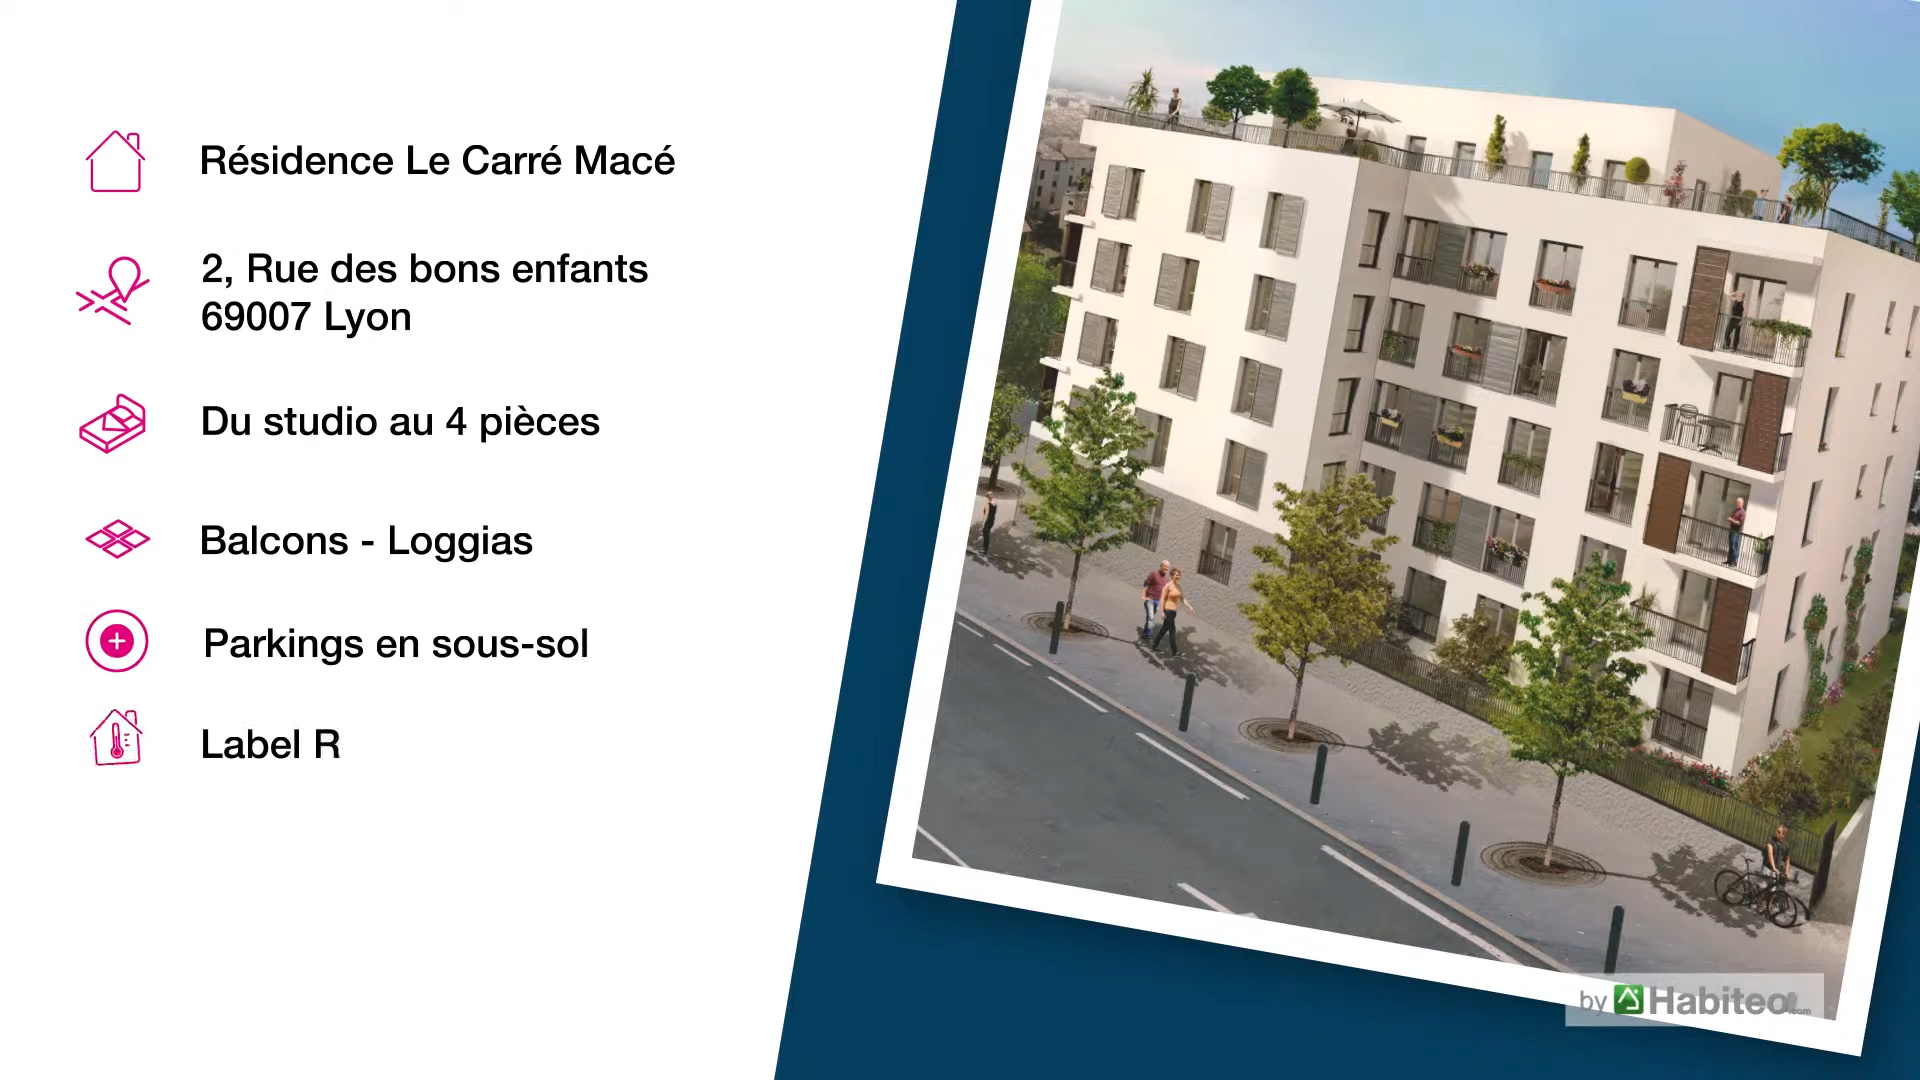 Résidence Le Carré Macé
2, Rue des bons enfants
69007 Lyon
Du studio au 4 pièces
Balcons - Loggias
Parkings en sous-sol
Label R
by Habiteo.com